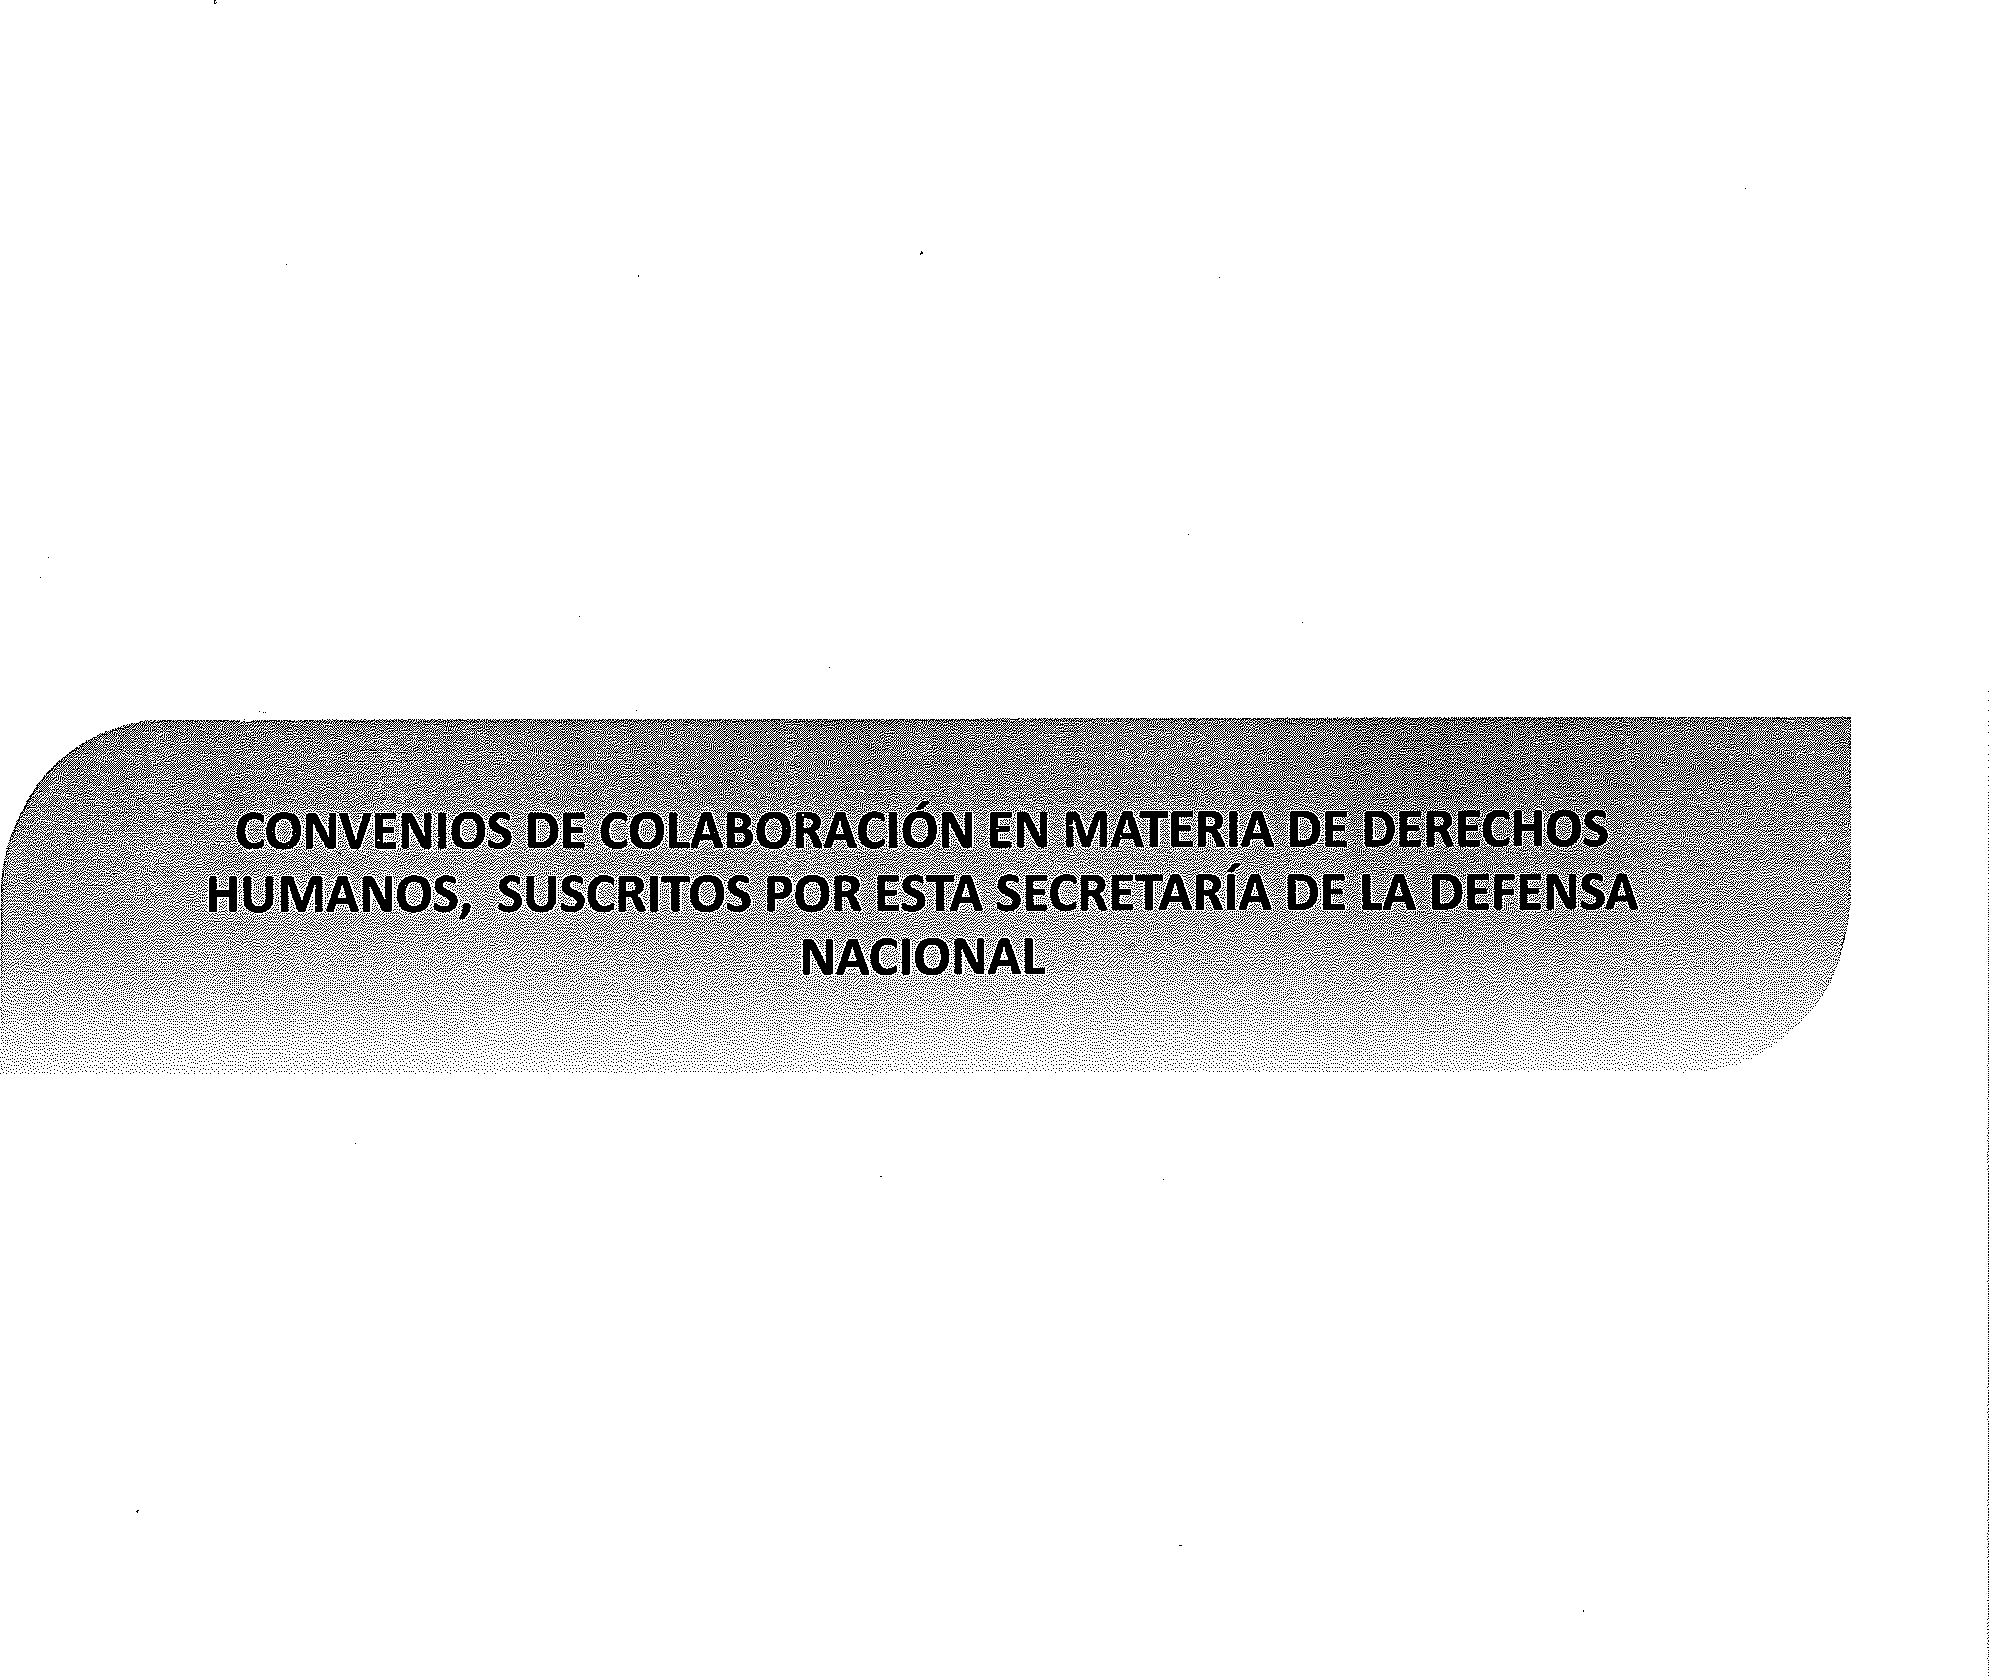 CONVENIOS DE COLABORACIÓN EN MATERIA DE DERECHOS
HUMANOS, SUSCRITOS POR ESTA SECRETARÍA DE LA DEFENSA
NACIONAL